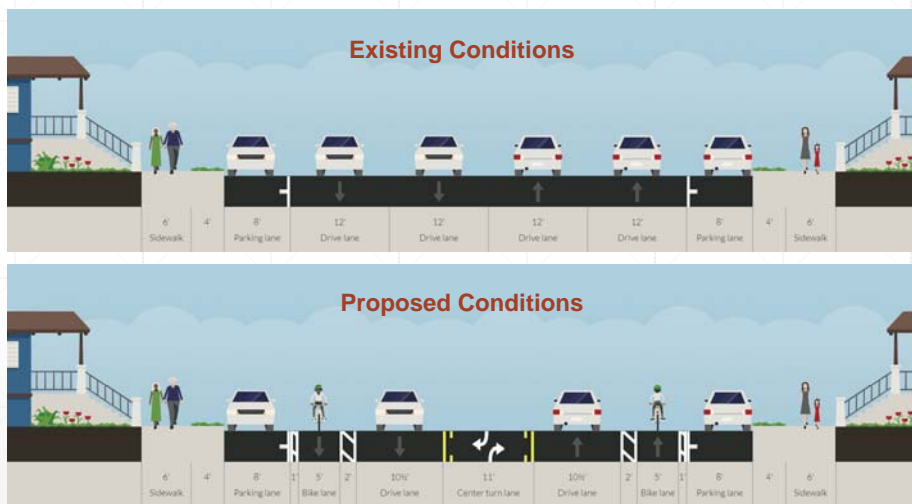 Existing Conditions
6' 4' 8' 12' 12' 12' 12' 8' 4' 6'
Sidewalk Parking lane Drive lane Drive lane Drive lane Drive lane Parking lane Sidewalk
Proposed Conditions
6' 4' 8' 1' 5' 2' 10½' 11' 10½' 2' 5' 1' 8' 4' 6'
Sidewalk Parking lane Bike lane Drive lane Center turn lane Drive lane Bike lane Parking lane Sidewalk